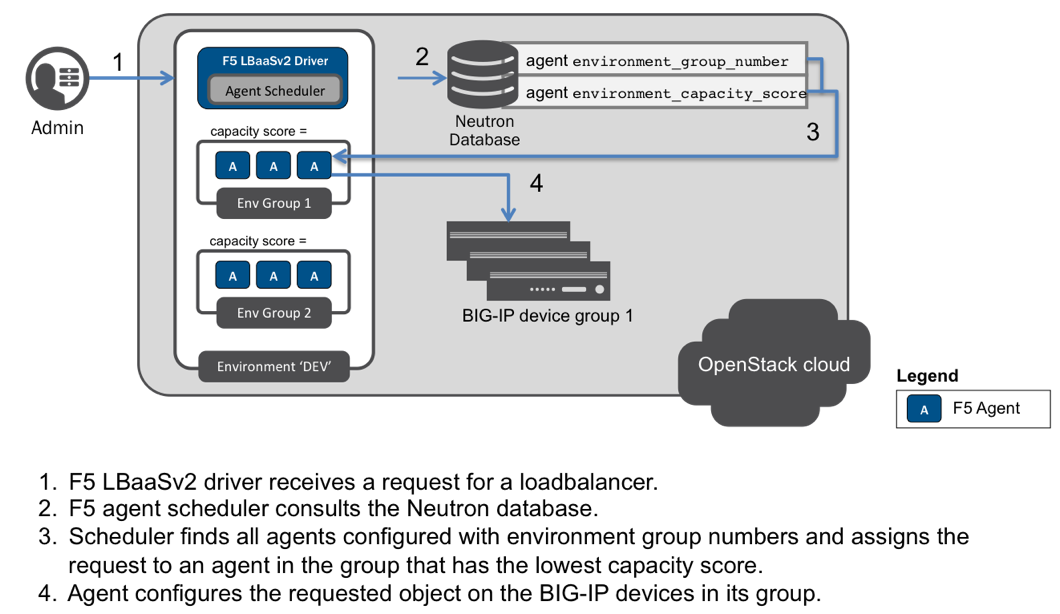 1
F5 LBaaSv2 Driver
Agent Scheduler
2
agent environment_group_number
agent environment_capacity_score
Admin
Neutron
Database
3
capacity score =
A A A
Env Group 1
4
capacity score =
A A A
Env Group 2
BIG-IP device group 1
Environment ‘DEV’
OpenStack cloud
Legend
A F5 Agent
1. F5 LBaaSv2 driver receives a request for a loadbalancer.
2. F5 agent scheduler consults the Neutron database.
3. Scheduler finds all agents configured with environment group numbers and assigns the
request to an agent in the group that has the lowest capacity score.
4. Agent configures the requested object on the BIG-IP devices in its group.